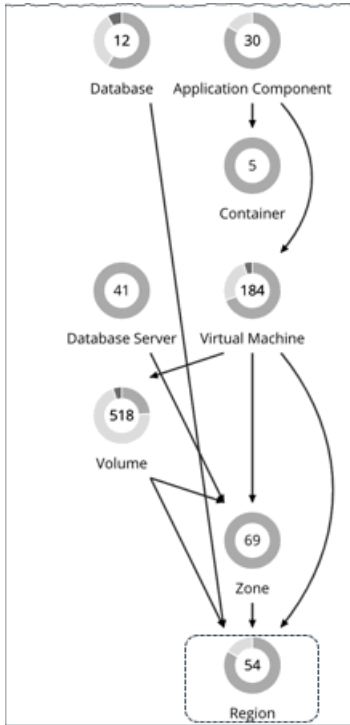 12
30
Database
Application Component
5
Container
41
184
Database Server
Virtual Machine
518
Volume
69
Zone
54
Region